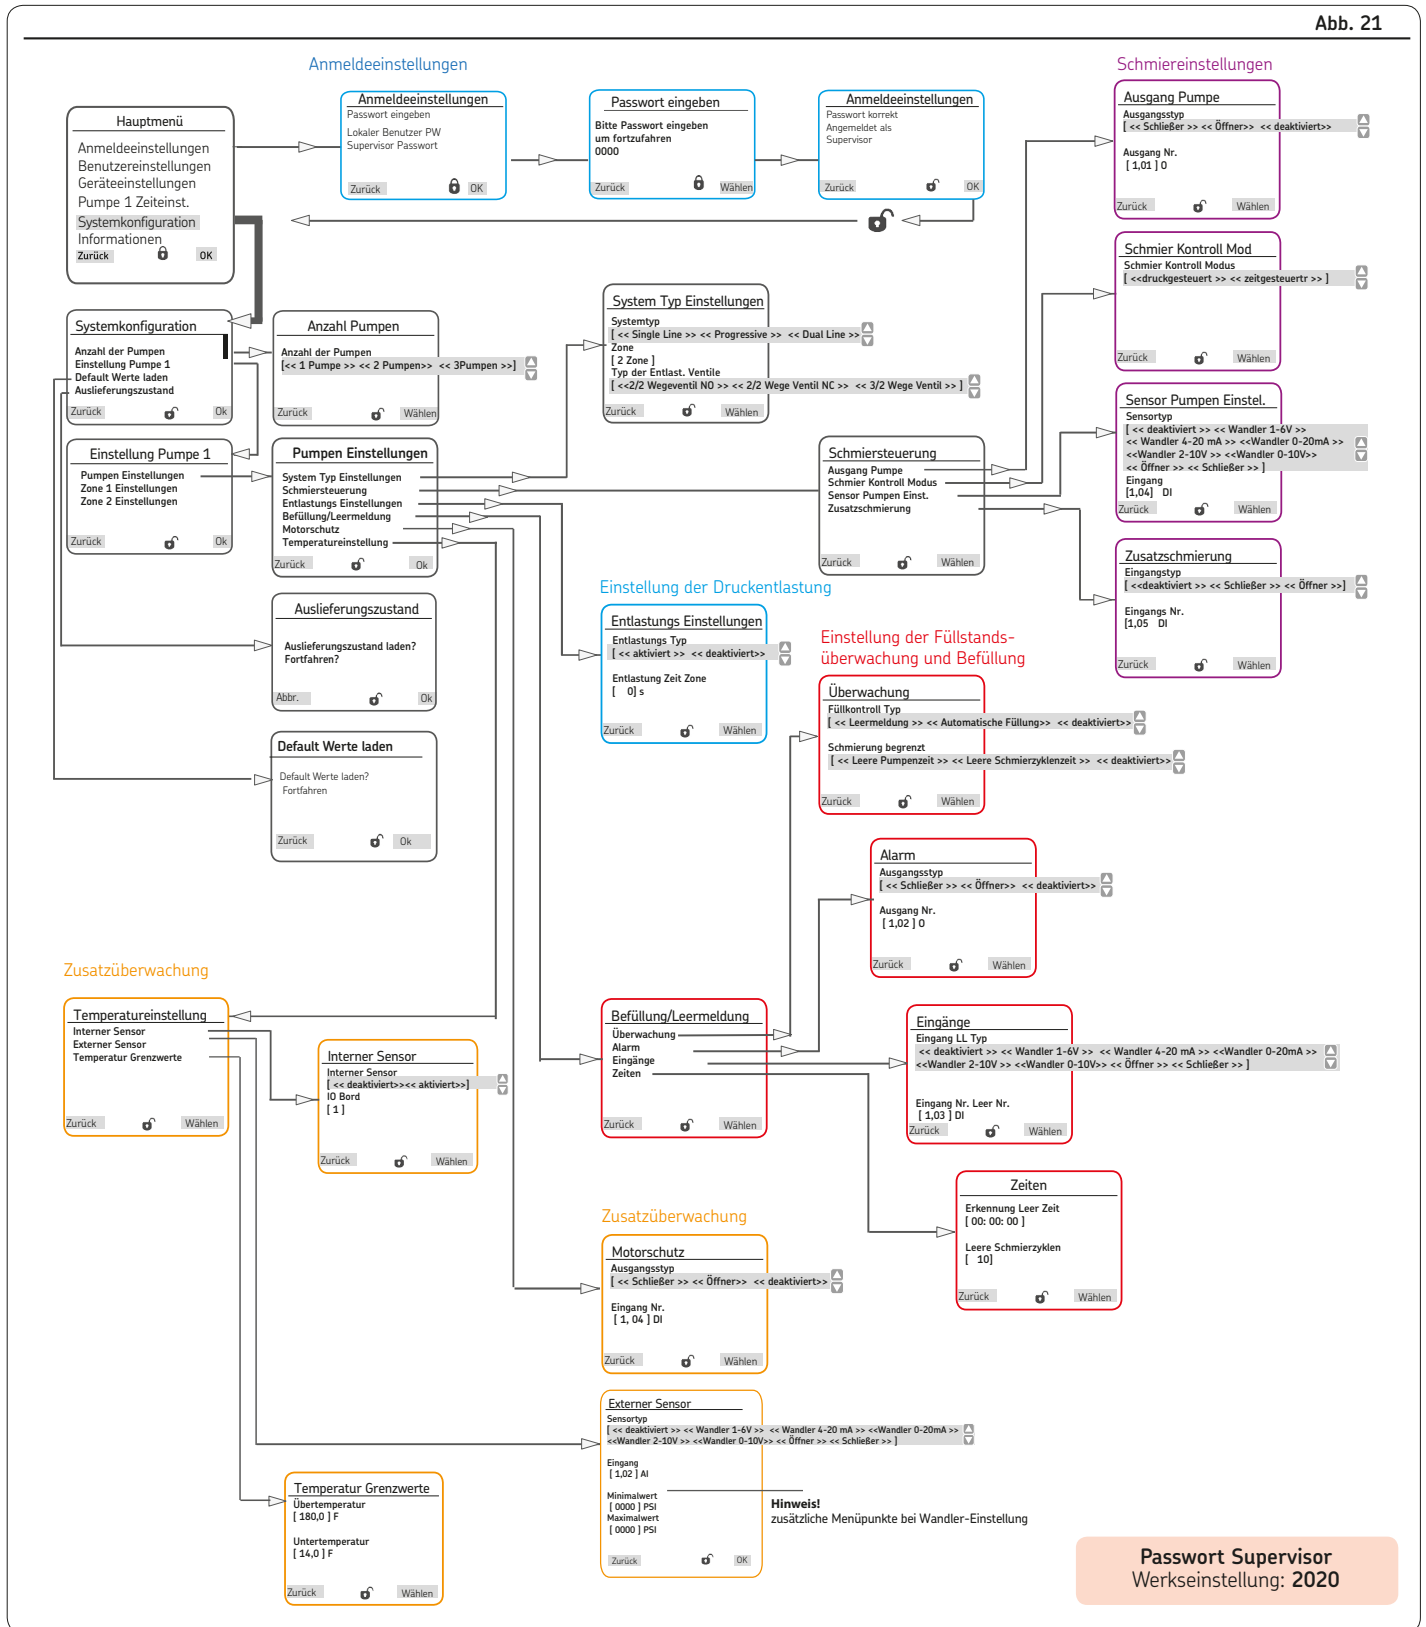 Abb. 21
Anmeldeeinstellungen
Schmiereinstellungen
Hauptmenü
Anmeldeeinstellungen
Benutzereinstellungen
Geräteeinstellungen
Pumpe 1 Zeiteinst.
Systemkonfiguration
Informationen
Zurück OK
Anmeldeeinstellungen
Passwort eingeben
Lokaler Benutzer PW
Supervisor Passwort
Zurück OK
Passwort eingeben
Bitte Passwort eingeben
um fortzufahren
0000
Zurück Wählen
Anmeldeeinstellungen
Passwort korrekt
Angemeldet als
Supervisor
Zurück OK
Ausgang Pumpe
Ausgangsstyp
[ << Schließer >> << Öffner>> << deaktiviert>>
Ausgang Nr.
[ 1,01 ] O
Zurück Wählen
Schmier Kontroll Mod
Schmier Kontroll Modus
[ <<druckgesteuert >> << zeitgesteuertr >> ]
Zurück Wählen
Systemkonfiguration
Anzahl der Pumpen
Einstellung Pumpe 1
Default Werte laden
Auslieferungszustand
Zurück Ok
Anzahl Pumpen
Anzahl der Pumpen
[<< 1 Pumpe >> << 2 Pumpen>> << 3Pumpen >>]
Zurück Wählen
System Typ Einstellungen
Systemtyp
[ << Single Line >> << Progressive >> << Dual Line >>
Zone
[ 2 Zone ]
Typ der Entlast. Ventile
[ <<2/2 Wegeventil NO >> << 2/2 Wege Ventil NC >> << 3/2 Wege Ventil >> ]
Zurück Wählen
Sensor Pumpen Einstel.
Sensortyp
[ << deaktiviert >> << Wandler 1-6V >>
<< Wandler 4-20 mA >> <<Wandler 0-20mA >>
<<Wandler 2-10V >> <<Wandler 0-10V>>
<< Öffner >> << Schließer >> ]
Eingang
[1,04] DI
Zurück Wählen
Einstellung Pumpe 1
Pumpen Einstellungen
Zone 1 Einstellungen
Zone 2 Einstellungen
Zurück Ok
Pumpen Einstellungen
System Typ Einstellungen
Schmiersteuerung
Entlastungs Einstellungen
Befüllung/Leermeldung
Motorschutz
Temperatureinstellung
Zurück Ok
Schmiersteuerung
Ausgang Pumpe
Schmier Kontroll Modus
Sensor Pumpen Einst.
Zusatzschmierung
Zurück Wählen
Zusatzschmierung
Eingangstyp
[ <<deaktiviert >> << Schließer >> << Öffner >>]
Eingangs Nr.
[1,05 DI
Zurück Wählen
Auslieferungszustand
Auslieferungszustand laden?
Fortfahren?
Abbr. Ok
Einstellung der Druckentlastung
Entlastungs Einstellungen
Entlastungs Typ
[ << aktiviert >> << deaktiviert>>
Entlastung Zeit Zone
[ 0] s
Zurück Wählen
Einstellung der Füllstands-
überwachung und Befüllung
Überwachung
Füllkontroll Typ
[ << Leermeldung >> << Automatische Füllung>> << deaktiviert>>
Schmierung begrenzt
[ << Leere Pumpenzeit >> << Leere Schmierzyklenzeit >> << deaktiviert>>
Zurück Wählen
Default Werte laden
Default Werte laden?
Fortfahren
Zurück Ok
Alarm
Ausgangsstyp
[ << Schließer >> << Öffner>> << deaktiviert>>
Ausgang Nr.
[ 1,02 ] O
Zurück Wählen
Zusatzüberwachung
Temperatureinstellung
Interner Sensor
Externer Sensor
Temperatur Grenzwerte
Zurück Wählen
Interner Sensor
Interner Sensor
[ << deaktiviert>><< aktiviert>>]
IO Bord
[ 1 ]
Zurück Wählen
Befüllung/Leermeldung
Überwachung
Alarm
Eingänge
Zeiten
Zurück Wählen
Eingänge
Eingang LL Typ
<< deaktiviert >> << Wandler 1-6V >> << Wandler 4-20 mA >> <<Wandler 0-20mA >>
<<Wandler 2-10V >> <<Wandler 0-10V>> << Öffner >> << Schließer >> ]
Eingang Nr. Leer Nr.
[ 1,03 ] DI
Zurück Wählen
Zeiten
Erkennung Leer Zeit
[ 00: 00: 00 ]
Leere Schmierzyklen
[ 10]
Zurück Wählen
Zusatzüberwachung
Motorschutz
Ausgangsstyp
[ << Schließer >> << Öffner>> << deaktiviert>>
Eingang Nr.
[ 1, 04 ] DI
Zurück Wählen
Externer Sensor
Sensortyp
[ << deaktiviert >> << Wandler 1-6V >> << Wandler 4-20 mA >> <<Wandler 0-20mA >>
<<Wandler 2-10V >> <<Wandler 0-10V>> << Öffner >> << Schließer >> ]
Eingang
[ 1,02 ] AI
Minimalwert
[ 0000 ] PSI
Maximalwert
[ 0000 ] PSI
Zurück OK
Hinweis!
zusätzliche Menüpunkte bei Wandler-Einstellung
Temperatur Grenzwerte
Übertemperatur
[ 180,0 ] F
Untertemperatur
[ 14,0 ] F
Zurück Wählen
Passwort Supervisor
Werkseinstellung: 2020